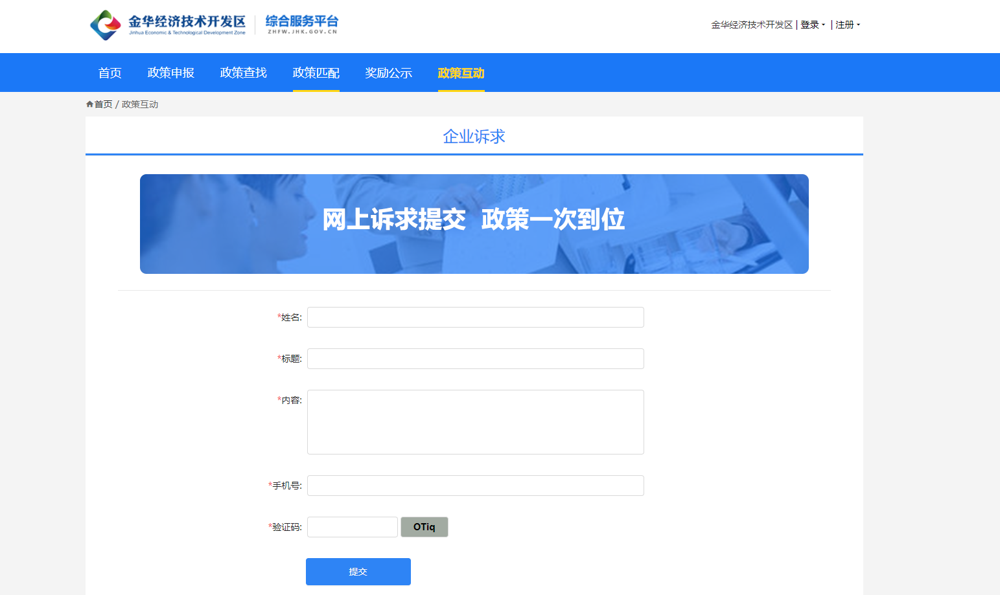 金华经济技术开发区 综合服务平台
Jinhua Economic & Technological Development Zone ZHFW.JHK.GOV.CN
金华经济技术开发区 | 登录 | 注册
首页 政策申报 政策查找 政策匹配 奖励公示 政策互动
首页 / 政策互动
企业诉求
网上诉求提交 政策一次到位
*姓名:
*标题:
*内容:
*手机号:
*验证码: OTiq
提交